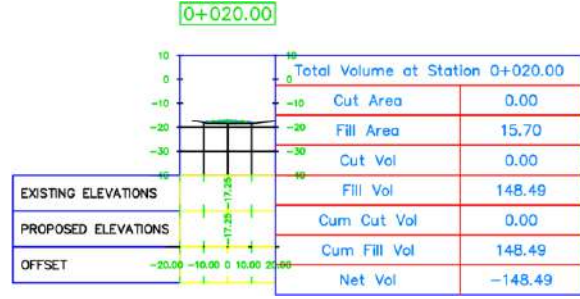 0+020.00
10 10 Total Volume at Station 0+020.00
0 0
-10 -10 Cut Area 0.00
-20 -20 Fill Area 15.70
-30 -30 Cut Vol 0.00
-40 -40
EXISTING ELEVATIONS -17.25 Fill Vol 148.49
PROPOSED ELEVATIONS -17.25 Cum Cut Vol 0.00
Cum Fill Vol 148.49
OFFSET -20.00 -10.00 0 10.00 20.00
Net Vol -148.49